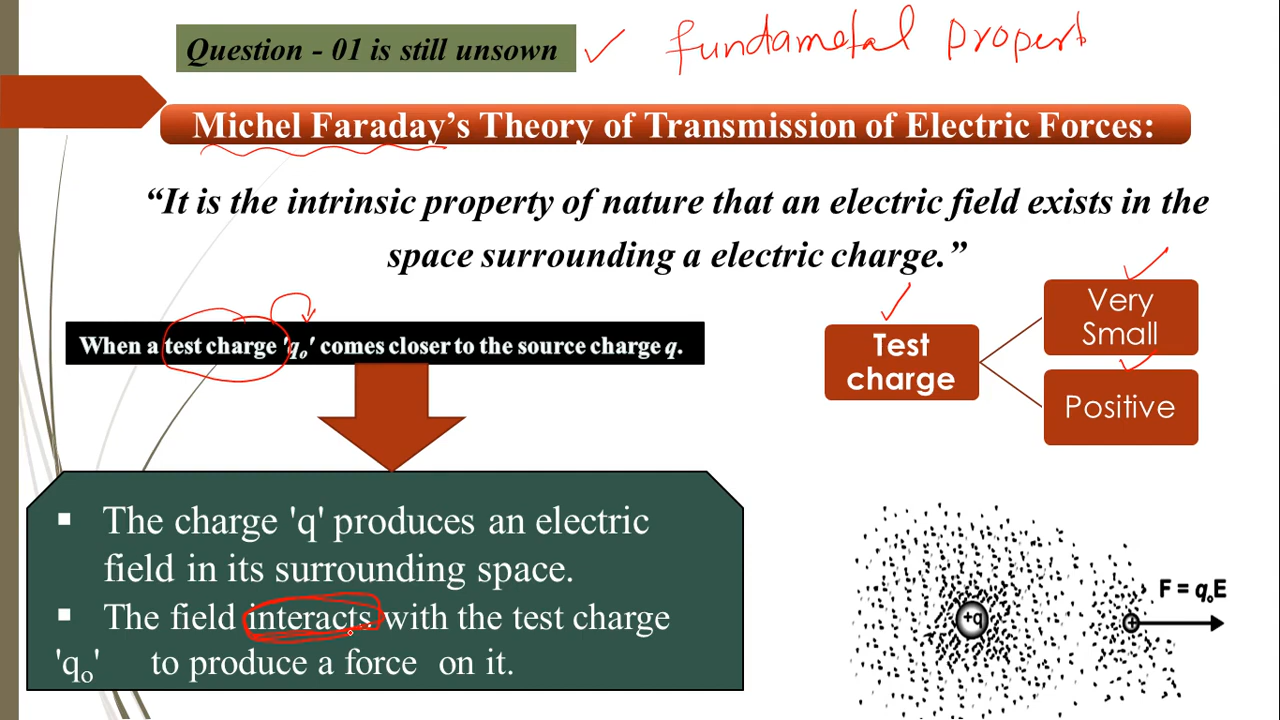 Question - 01 is still unsown
fundametal propert
Michel Faraday's Theory of Transmission of Electric Forces:
“It is the intrinsic property of nature that an electric field exists in the
space surrounding a electric charge.”
When a test charge 'qo' comes closer to the source charge q.
Test
charge
Very
Small
Positive
▪ The charge 'q' produces an electric
field in its surrounding space.
▪ The field interacts with the test charge
'qo' to produce a force on it.
+q
+
F = qoE